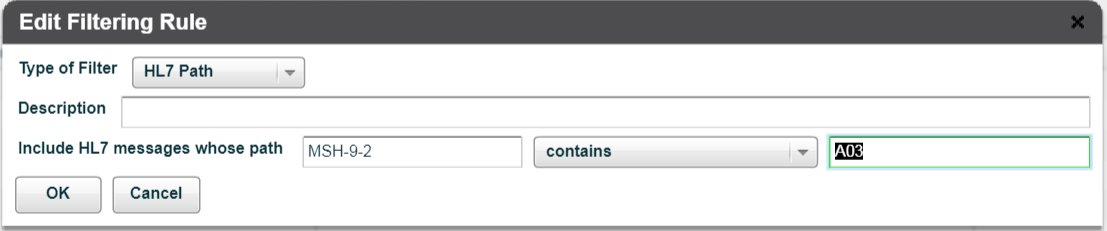 Edit Filtering Rule ×
Type of Filter HL7 Path
Description
Include HL7 messages whose path MSH-9-2 contains A03
OK Cancel